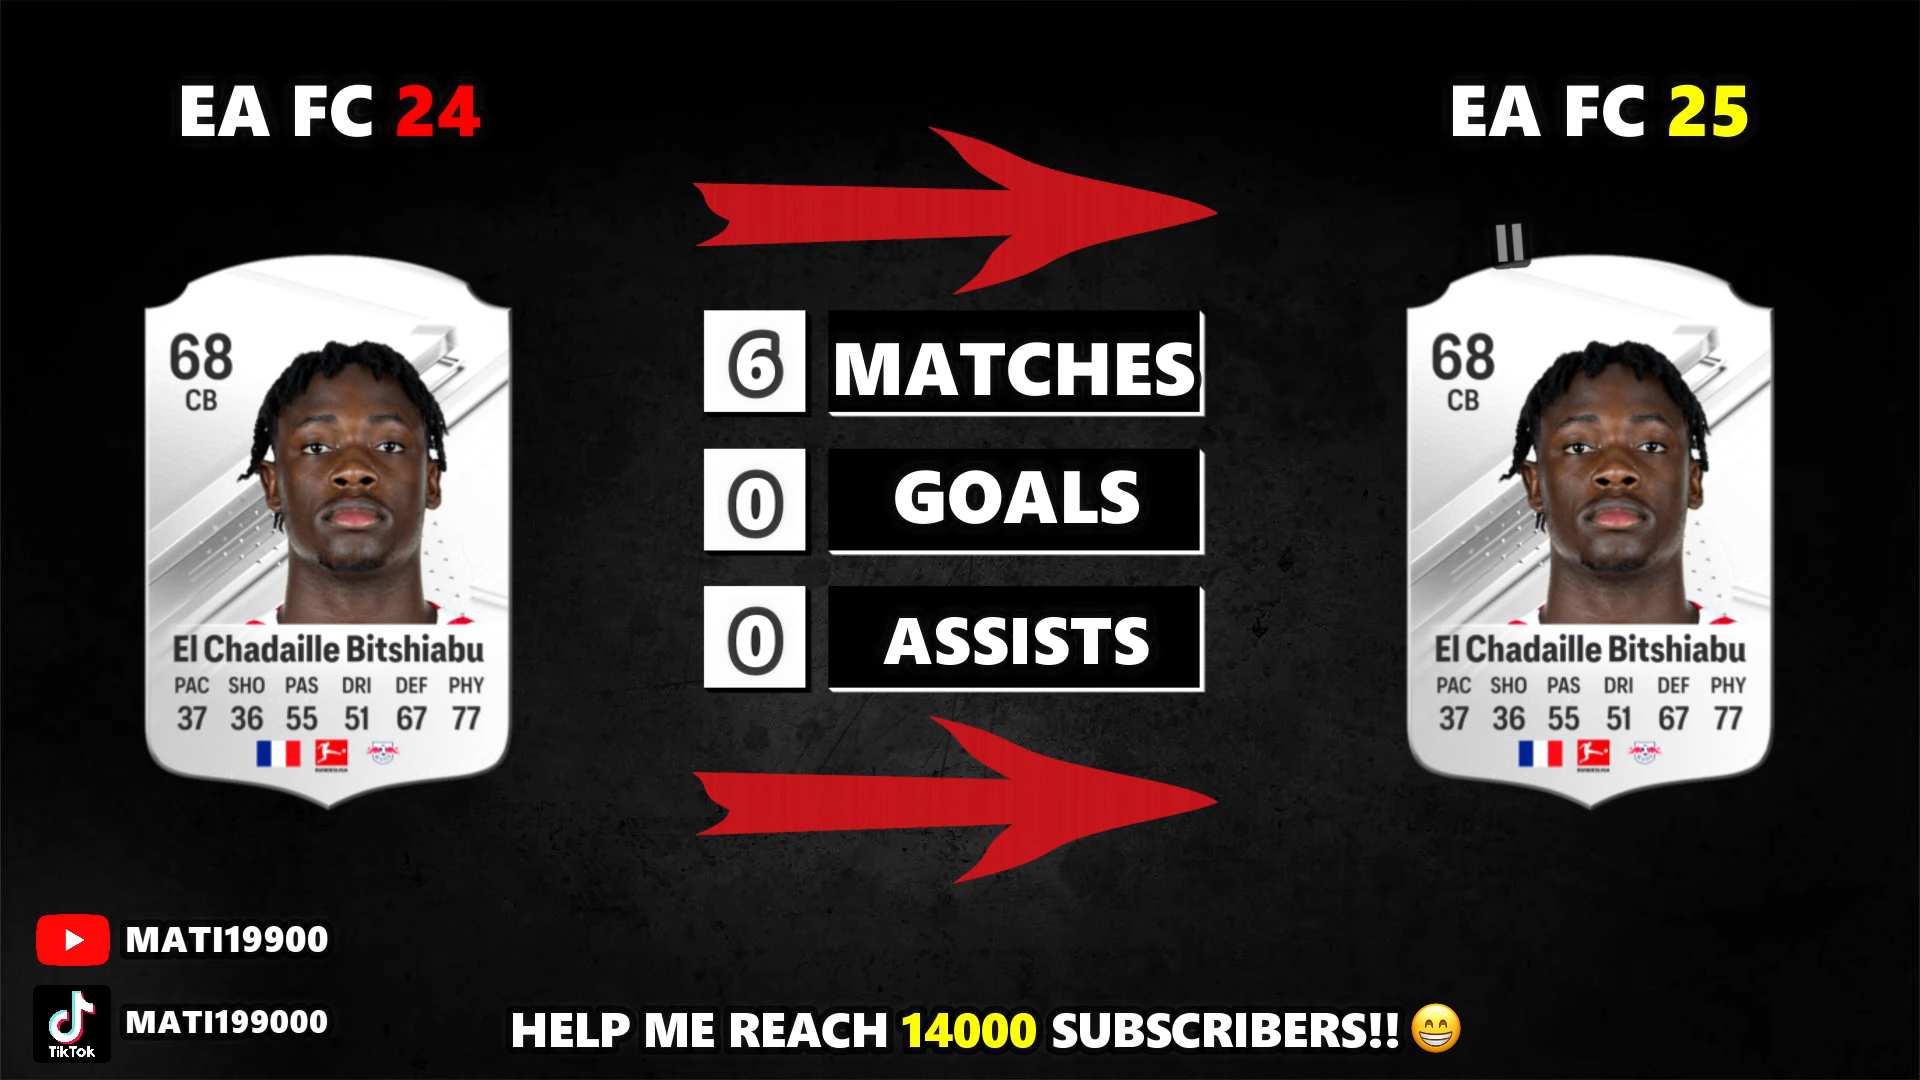 EA FC 24
EA FC 25
68
CB
El Chadaille Bitshiabu
PAC SHO PAS DRI DEF PHY
37 36 55 51 67 77
BUNDESLIGA
6 MATCHES
0 GOALS
0 ASSISTS
68
CB
El Chadaille Bitshiabu
PAC SHO PAS DRI DEF PHY
37 36 55 51 67 77
BUNDESLIGA
MATI19900
TikTok
MATI199000
HELP ME REACH 14000 SUBSCRIBERS!! 😁